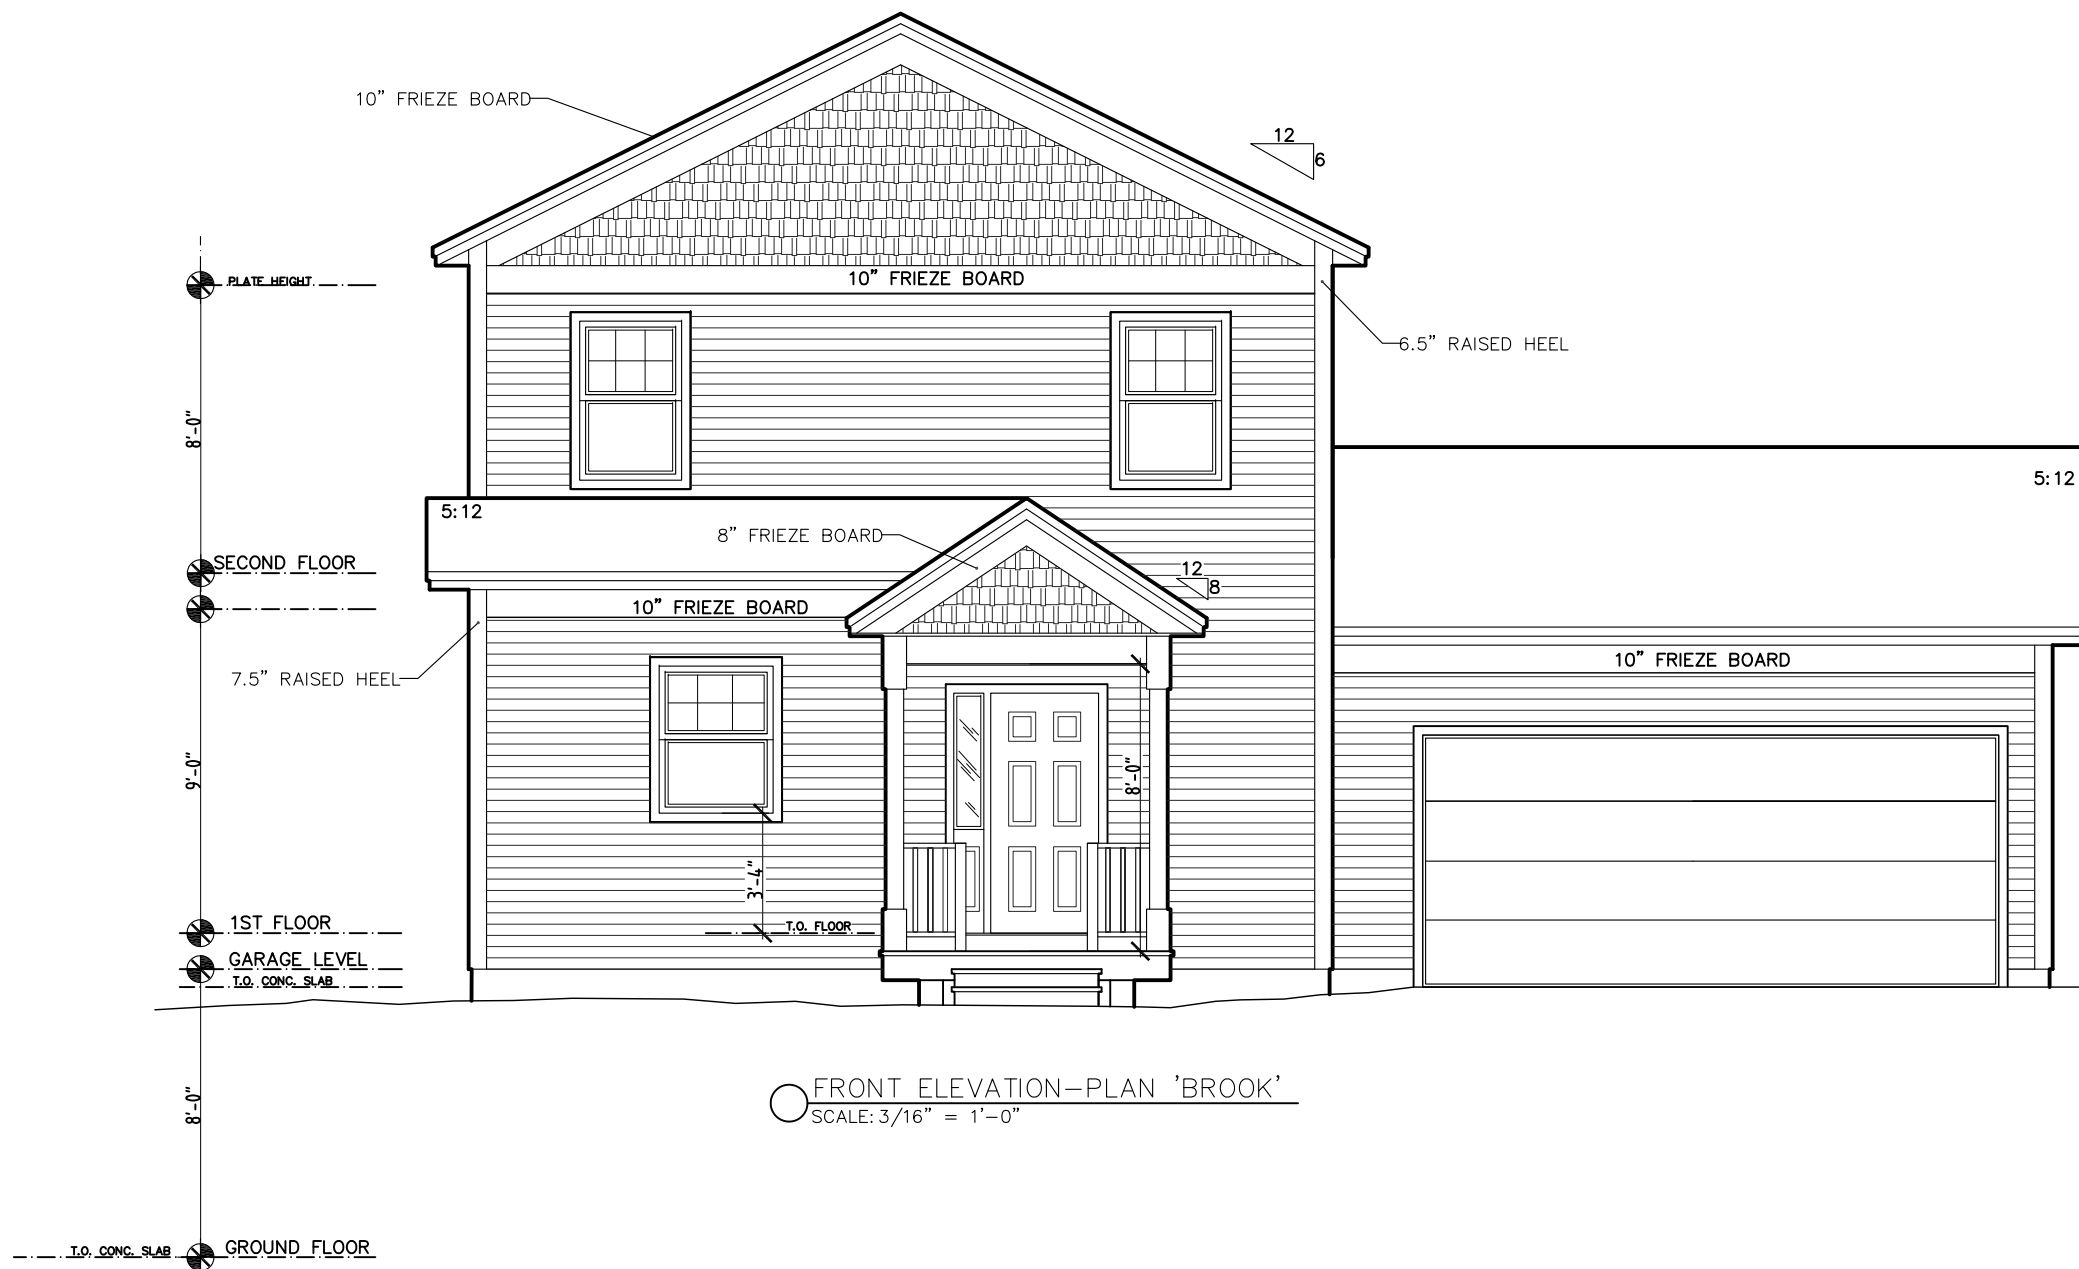 10” FRIEZE BOARD
12
6
PLATE HEIGHT
10” FRIEZE BOARD
6.5” RAISED HEEL
8'-0"
5:12
5:12
8” FRIEZE BOARD
SECOND FLOOR
12
8
10” FRIEZE BOARD
10” FRIEZE BOARD
7.5” RAISED HEEL
9'-0"
8'-0"
3'-4"
1ST FLOOR
T.O. FLOOR
GARAGE LEVEL
T.O. CONC. SLAB
FRONT ELEVATION–PLAN 'BROOK'
SCALE: 3/16” = 1'–0”
8'-0"
T.O. CONC. SLAB
GROUND FLOOR